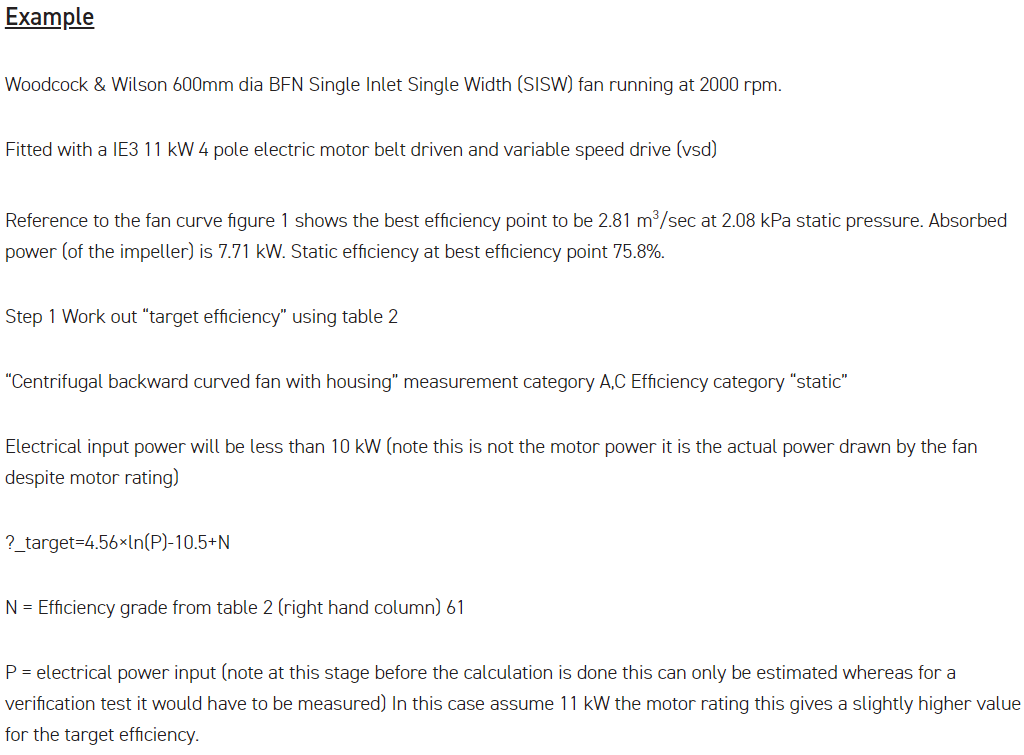 Example
Woodcock & Wilson 600mm dia BFN Single Inlet Single Width (SISW) fan running at 2000 rpm.
Fitted with a IE3 11 kW 4 pole electric motor belt driven and variable speed drive (vsd)
Reference to the fan curve figure 1 shows the best efficiency point to be 2.81 m³/sec at 2.08 kPa static pressure. Absorbed
power (of the impeller) is 7.71 kW. Static efficiency at best efficiency point 75.8%.
Step 1 Work out “target efficiency” using table 2
“Centrifugal backward curved fan with housing” measurement category A,C Efficiency category “static”
Electrical input power will be less than 10 kW (note this is not the motor power it is the actual power drawn by the fan
despite motor rating)
?_target=4.56×ln(P)-10.5+N
N = Efficiency grade from table 2 (right hand column) 61
P = electrical power input (note at this stage before the calculation is done this can only be estimated whereas for a
verification test it would have to be measured) In this case assume 11 kW the motor rating this gives a slightly higher value
for the target efficiency.